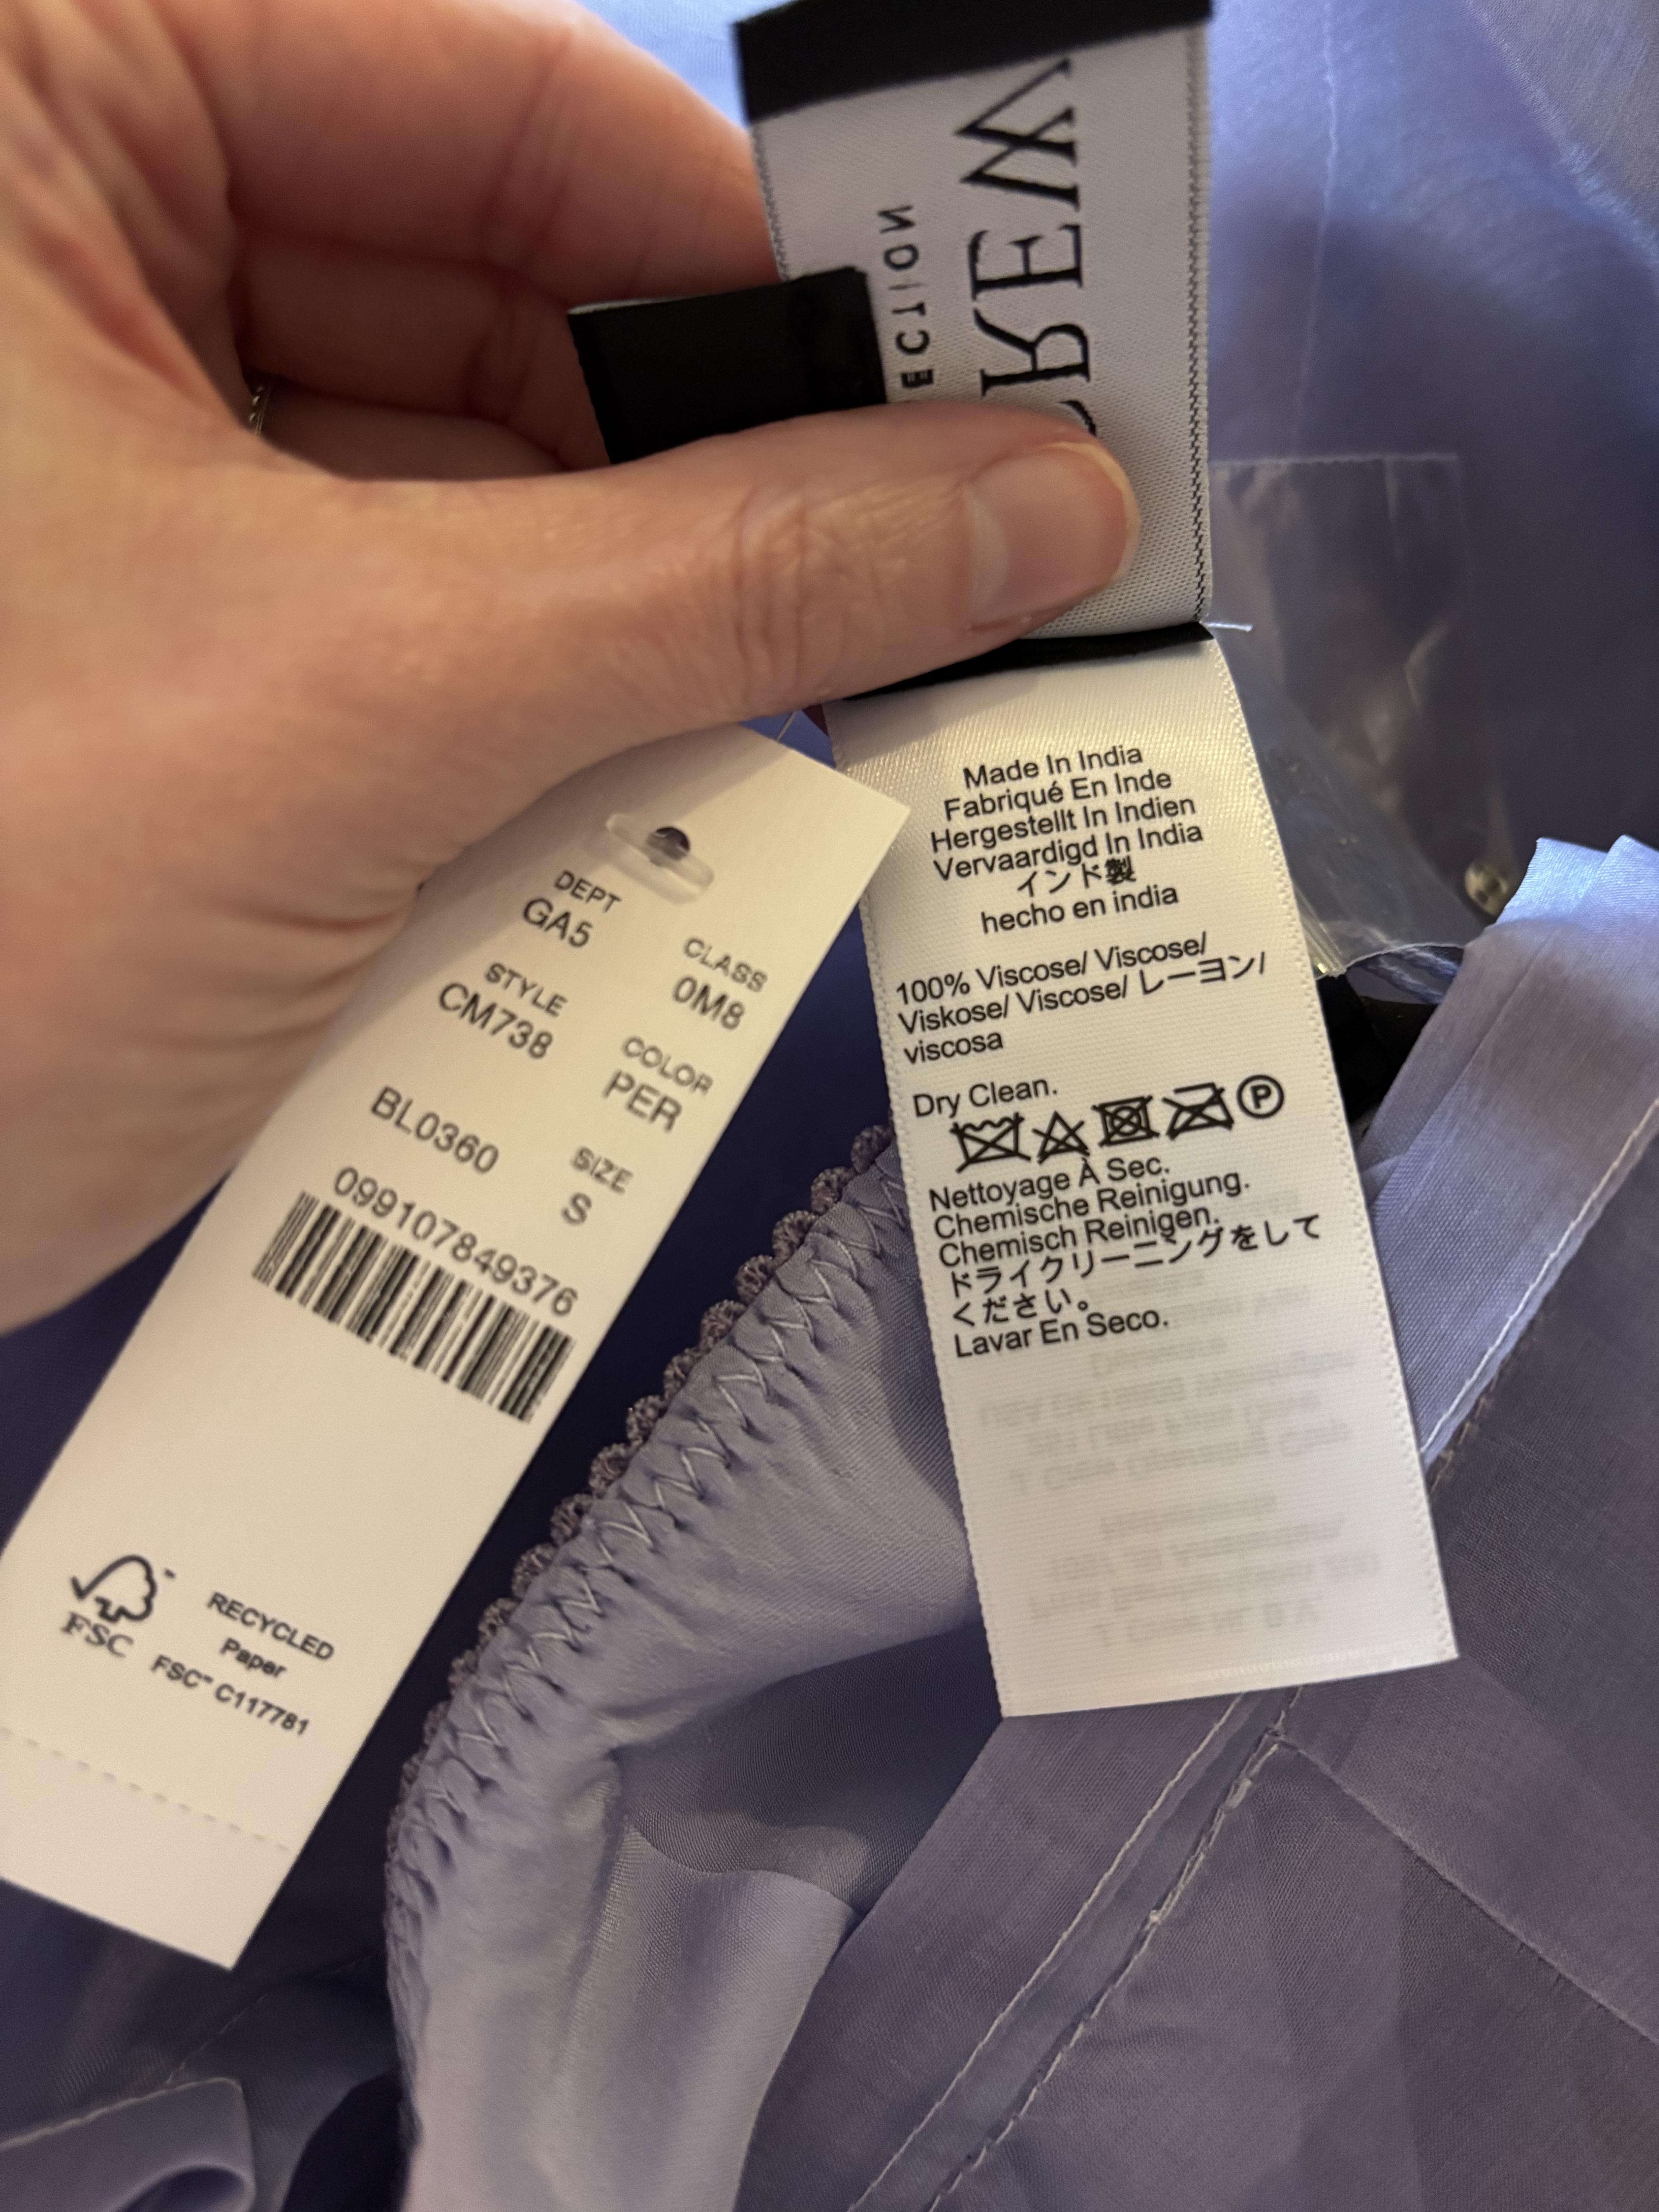 CREW
ECTION
Made In India
Fabriqué En Inde
Hergestellt In Indien
Vervaardigd In India
インド製
hecho en india
100% Viscose/ Viscose/
Viskose/ Viscose/ レーヨン/
viscosa
Dry Clean.
P
Nettoyage À Sec.
Chemische Reinigung.
Chemisch Reinigen.
ドライクリーニングをして
ください。
Lavar En Seco.
DEPT
GA5
CLASS
0M8
STYLE
CM738
COLOR
PER
BL0360
SIZE
S
099107849376
FSC™
RECYCLED
Paper
FSC™ C117781